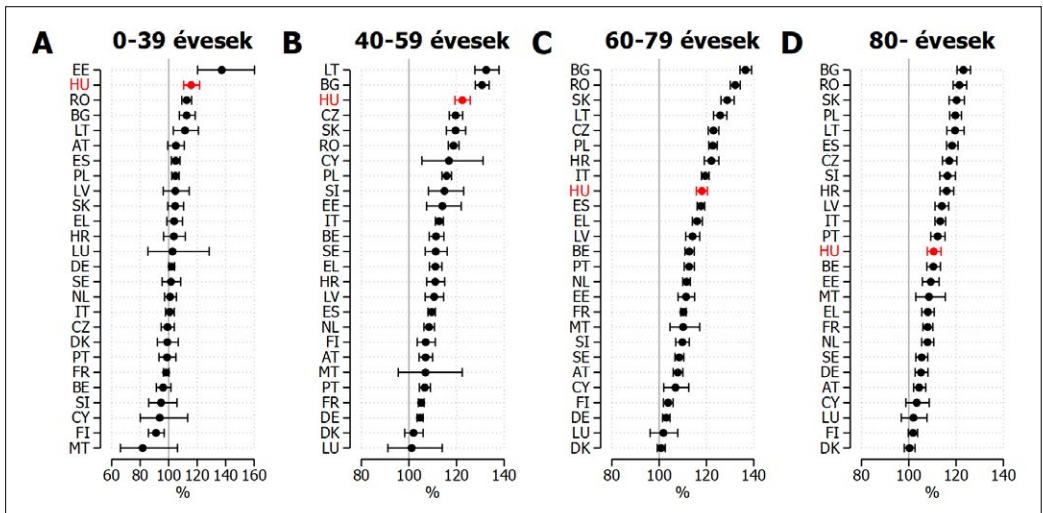 A 0-39 évesek
EE
HU
RO
BG
LT
AT
ES
PL
LV
SK
EL
HR
LU
DE
SE
NL
IT
CZ
DK
PT
FR
BE
SI
CY
FI
MT
60 80 100 120 140 160
%
B 40-59 évesek
LT
BG
HU
CZ
SK
RO
CY
PL
SI
EE
IT
BE
SE
EL
HR
LV
ES
NL
FI
AT
MT
PT
FR
DE
DK
LU
80 100 120 140
%
C 60-79 évesek
BG
RO
SK
LT
CZ
PL
HR
IT
HU
ES
EL
LV
BE
PT
NL
EE
FR
MT
SI
SE
AT
CY
FI
DE
LU
DK
80 100 120 140
%
D 80- évesek
BG
RO
SK
PL
LT
ES
CZ
SI
HR
LV
IT
PT
HU
BE
EE
MT
EL
FR
NL
SE
DE
AT
CY
LU
FI
DK
80 100 120 140
%